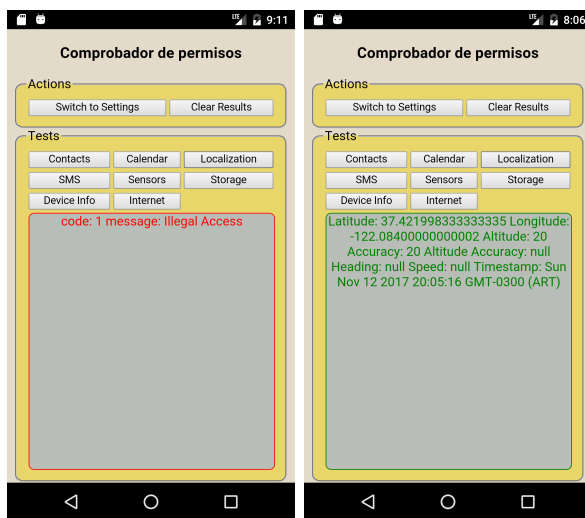 LTE 9:11
Comprobador de permisos
Actions
Switch to Settings Clear Results
Tests
Contacts Calendar Localization
SMS Sensors Storage
Device Info Internet
code: 1 message: Illegal Access
LTE 8:06
Comprobador de permisos
Actions
Switch to Settings Clear Results
Tests
Contacts Calendar Localization
SMS Sensors Storage
Device Info Internet
Latitude: 37.421998333333335 Longitude:
-122.08400000000002 Altitude: 20
Accuracy: 20 Altitude Accuracy: null
Heading: null Speed: null Timestamp: Sun
Nov 12 2017 20:05:16 GMT-0300 (ART)